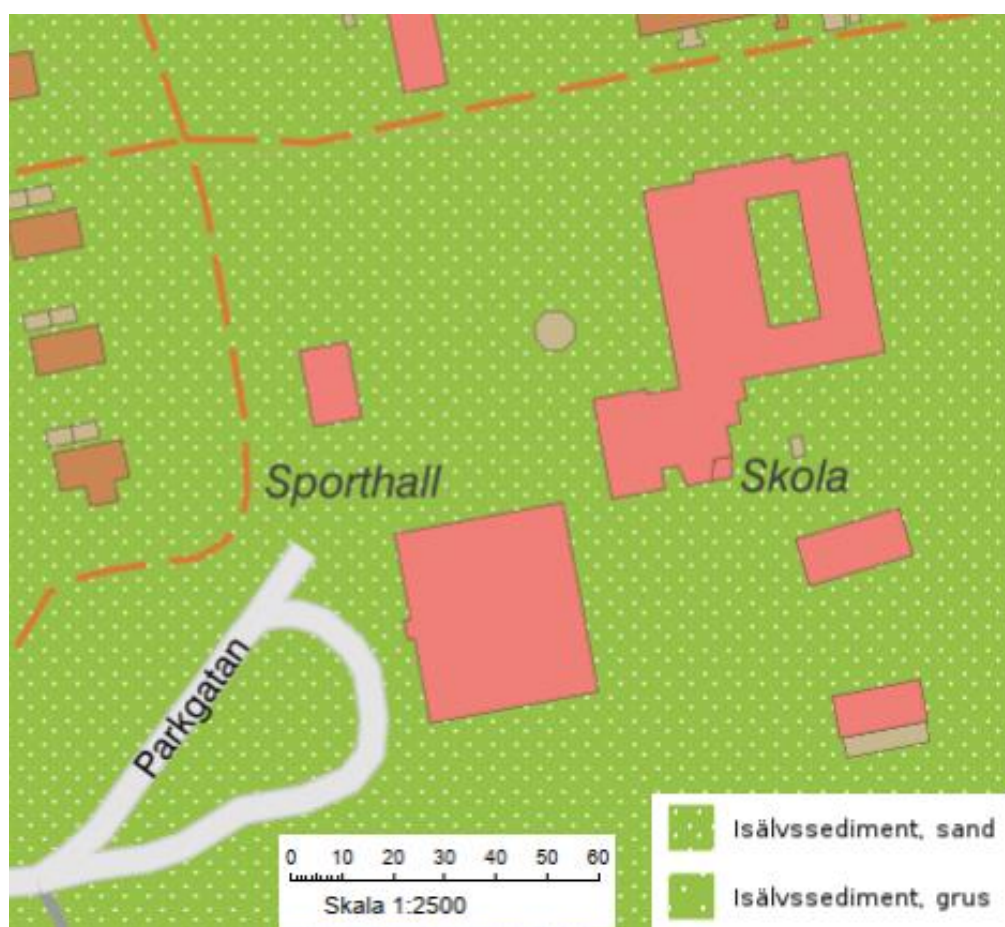 Sporthall
Skola
Parkgatan
0 10 20 30 40 50 60
Skala 1:2500
Isälvssediment, sand
Isälvssediment, grus